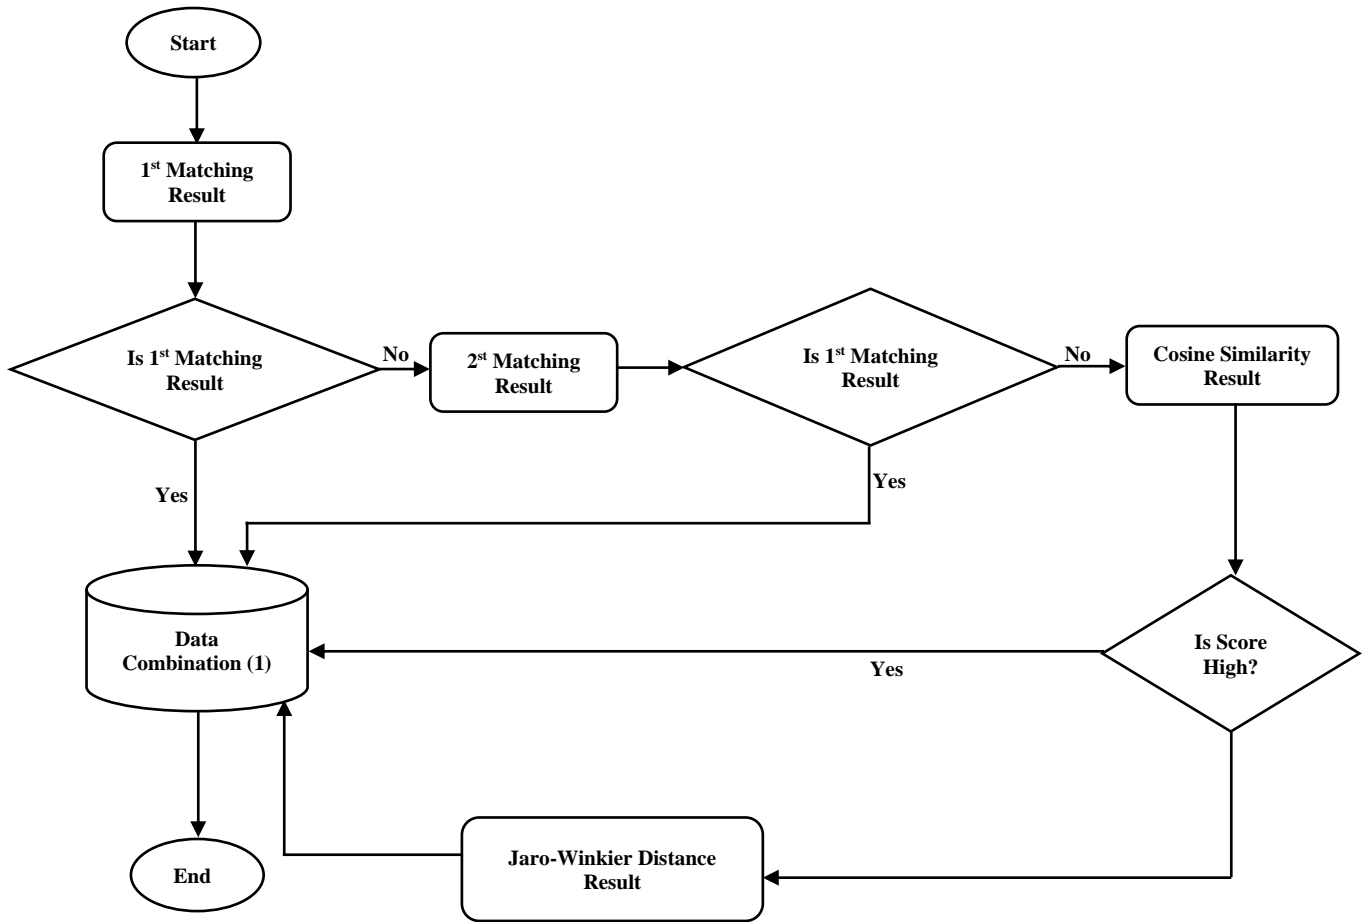 Start
1st Matching
Result
Is 1st Matching
Result
No
2st Matching
Result
Is 1st Matching
Result
No
Cosine Similarity
Result
Yes
Yes
Data
Combination (1)
Yes
Is Score
High?
Jaro-Winkier Distance
Result
End